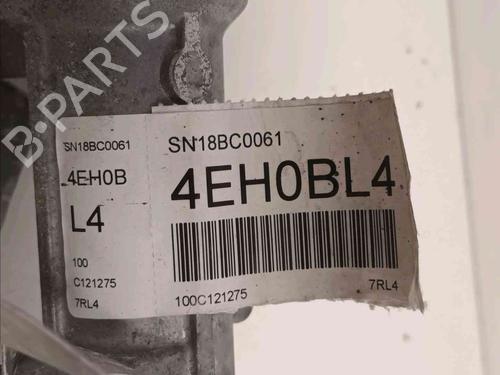 B-PARTS
SN18BC0061
4EH0B
L4
100
C121275
7RL4
SN18BC0061
4EH0BL4
100C121275
7RL4